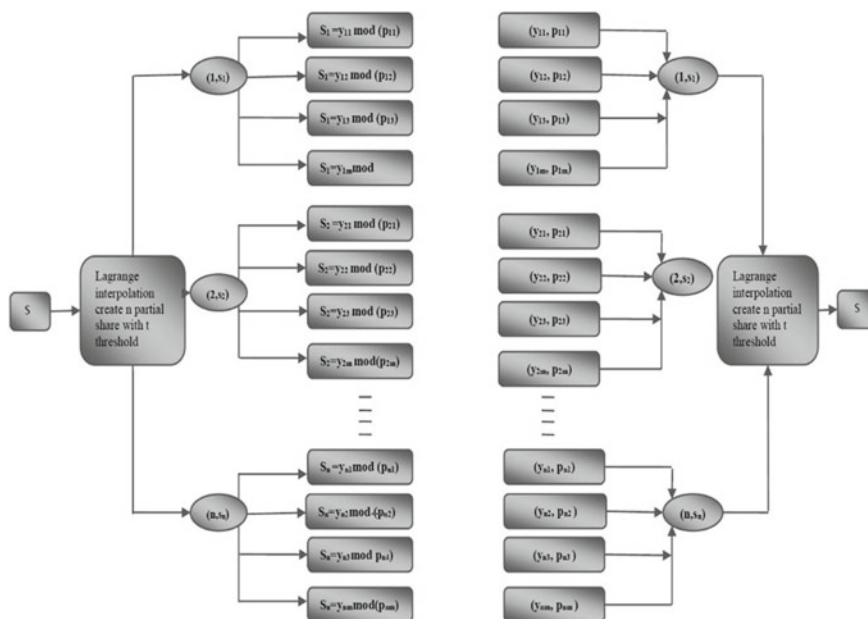 S
Lagrange
interpolation
create n partial
share with t
threshold
(1,s₁)
S₁=y₁₁ mod (p₁₁)
S₁=y₁₂ mod (p₁₂)
S₁=y₁₃ mod (p₁₃)
S₁=y₁ₘmod
(2,s₂)
S₂=y₂₁ mod (p₂₁)
S₂=y₂₂ mod (p₂₂)
S₂=y₂₃ mod (p₂₃)
S₂=y₂ₘ mod(p₂ₘ)
(n,sₙ)
Sₙ=yₙ₁ mod (pₙ₁)
Sₙ=yₙ₂ mod (pₙ₂)
Sₙ=yₙ₃ mod
Sₙ=yₙₘ mod(pₙₘ)
(y₁₁, p₁₁)
(y₁₂, p₁₂)
(y₁₃, p₁₃)
(y₁ₘ, p₁ₘ)
(1,s₁)
(y₂₁, p₂₁)
(y₂₂, p₂₂)
(y₂₃, p₂₃)
(y₂ₘ, p₂ₘ)
(2,s₂)
(yₙ₁, pₙ₁)
(yₙ₂, pₙ₂)
(yₙ₃, pₙ₃)
(yₙₘ, pₙₘ)
(n,sₙ)
Lagrange
interpolation
create n partial
share with t
threshold
S